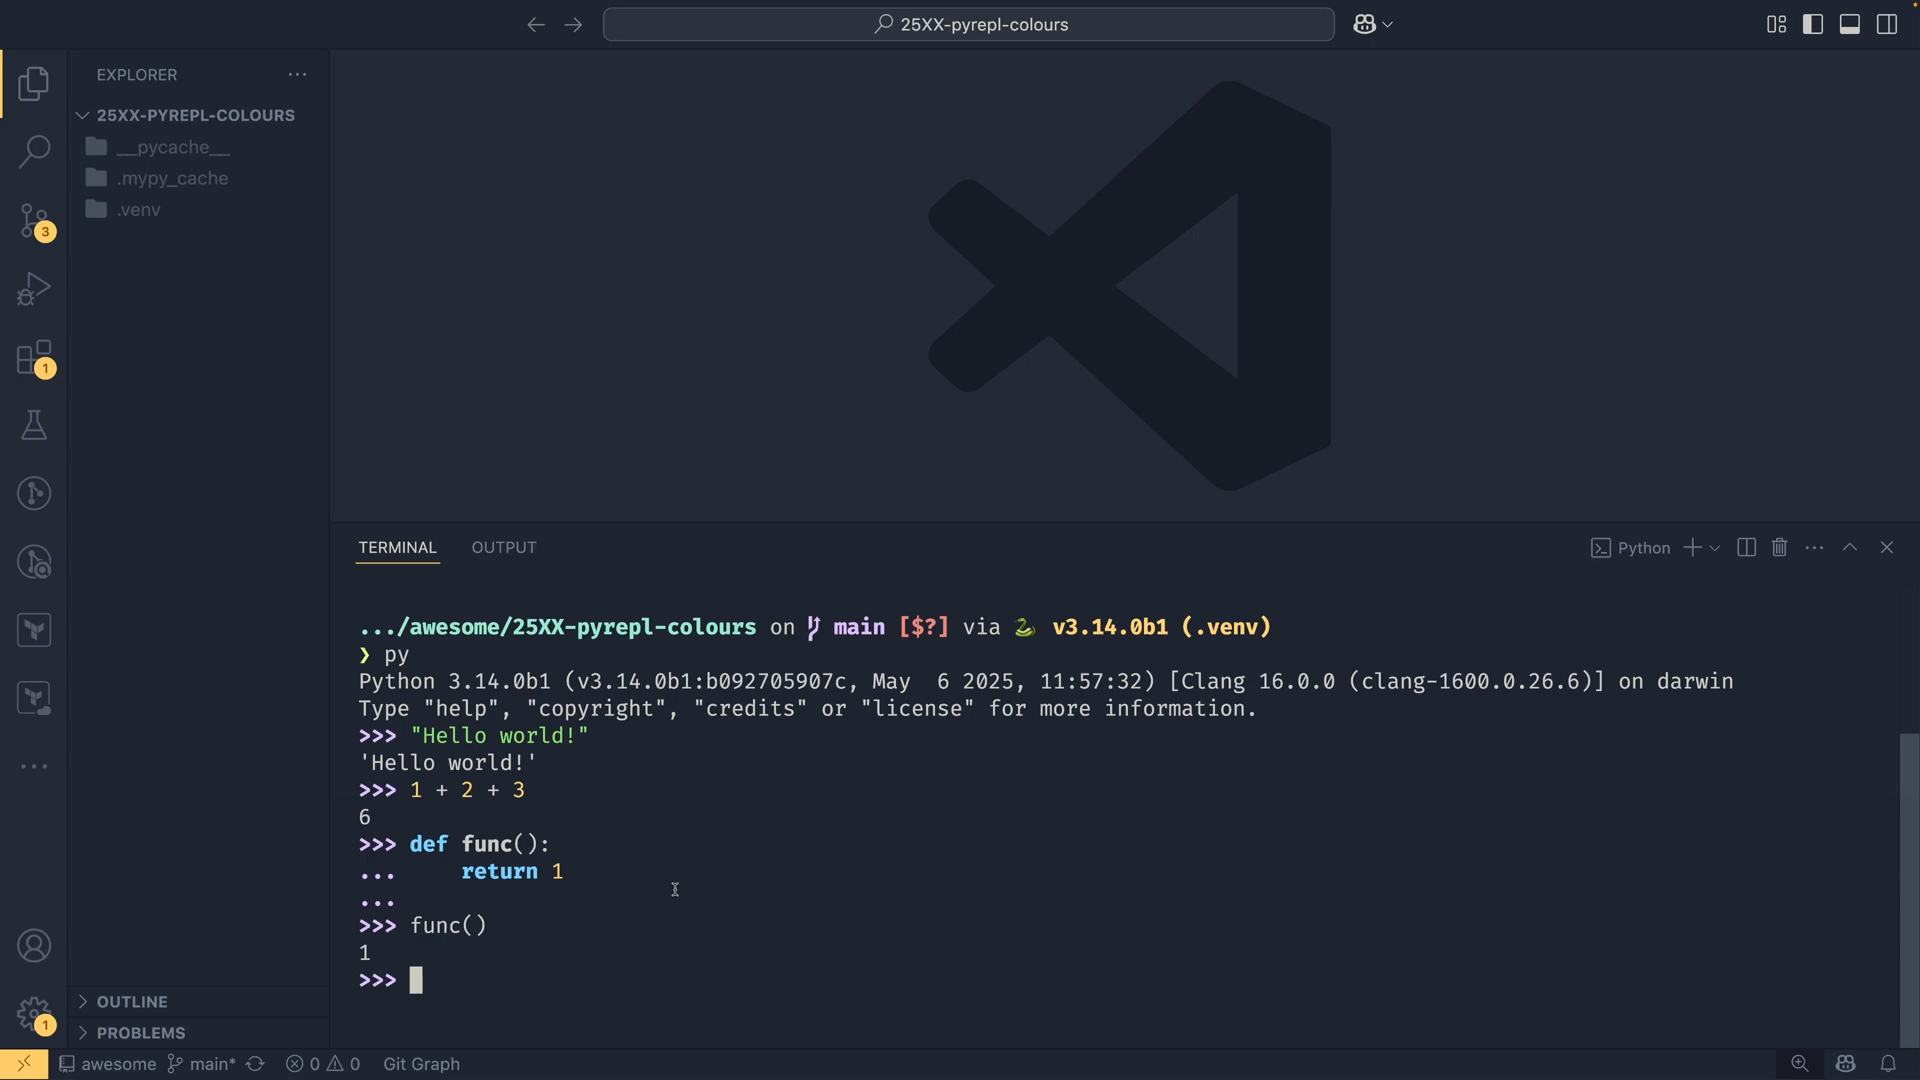 25XX-pyrepl-colours
EXPLORER
25XX-PYREPL-COLOURS
__pycache__
.mypy_cache
.venv
3
1
TERMINAL
OUTPUT
Python
.../awesome/25XX-pyrepl-colours on main [$?] via 🐍 v3.14.0b1 (.venv)
❯ py
Python 3.14.0b1 (v3.14.0b1:b092705907c, May  6 2025, 11:57:32) [Clang 16.0.0 (clang-1600.0.26.6)] on darwin
Type "help", "copyright", "credits" or "license" for more information.
>>> "Hello world!"
'Hello world!'
>>> 1 + 2 + 3
6
>>> def func():
...     return 1
...
>>> func()
1
>>>
OUTLINE
PROBLEMS
1
awesome main* 0 0 Git Graph